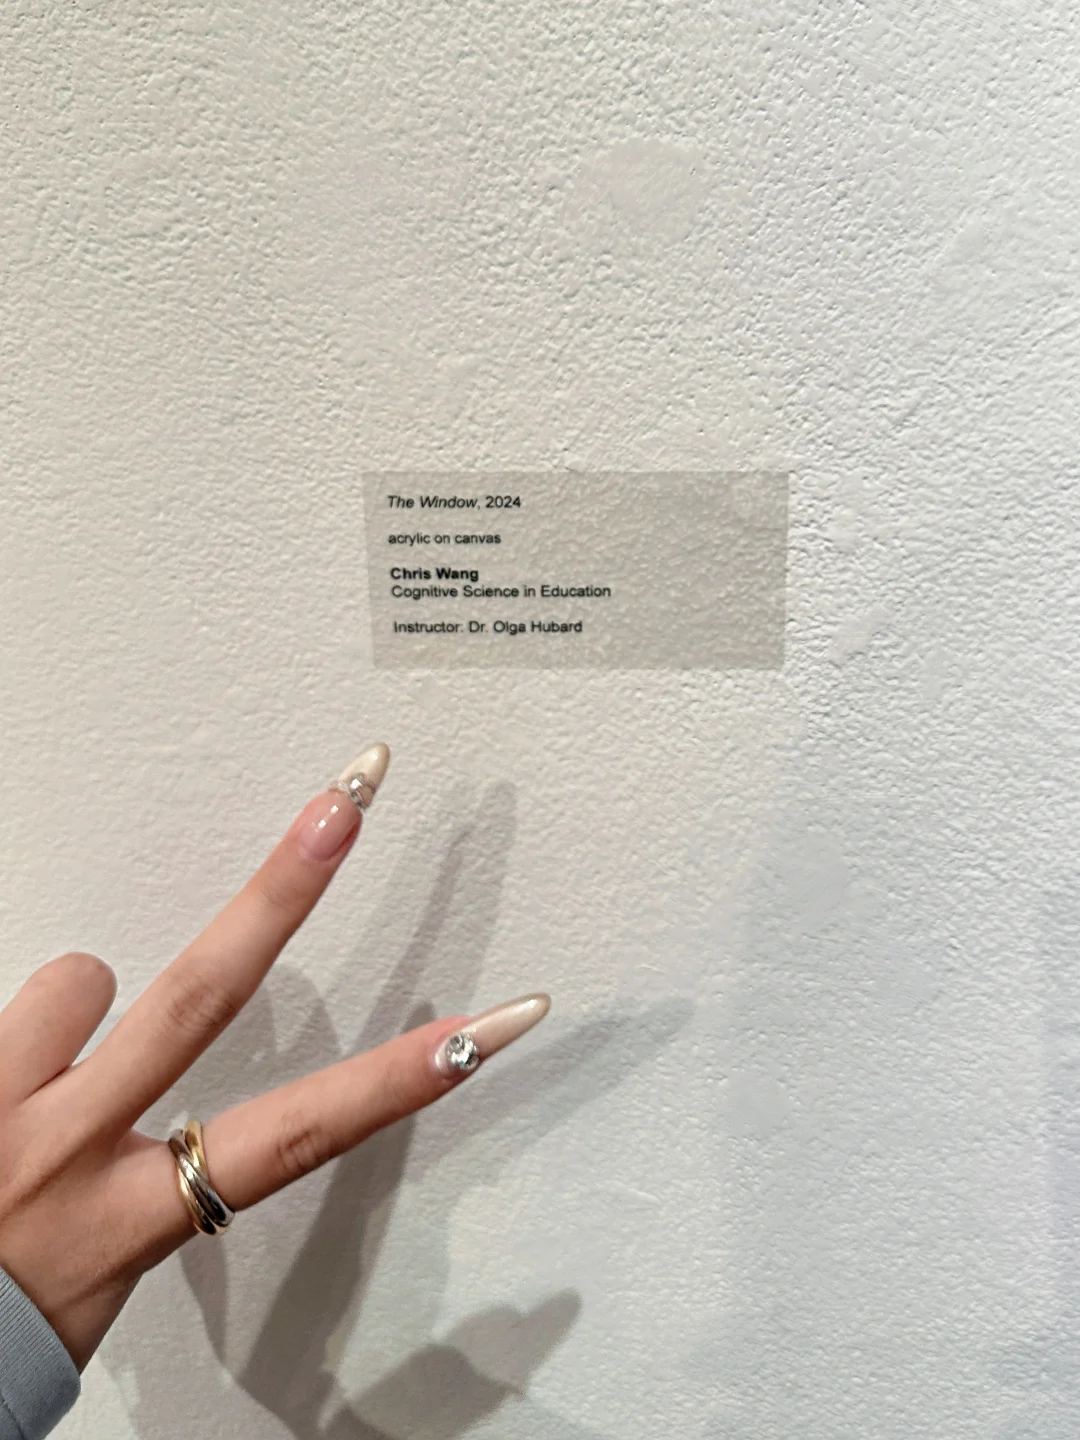 The Window, 2024
acrylic on canvas
Chris Wang
Cognitive Science in Education
Instructor: Dr. Olga Hubard